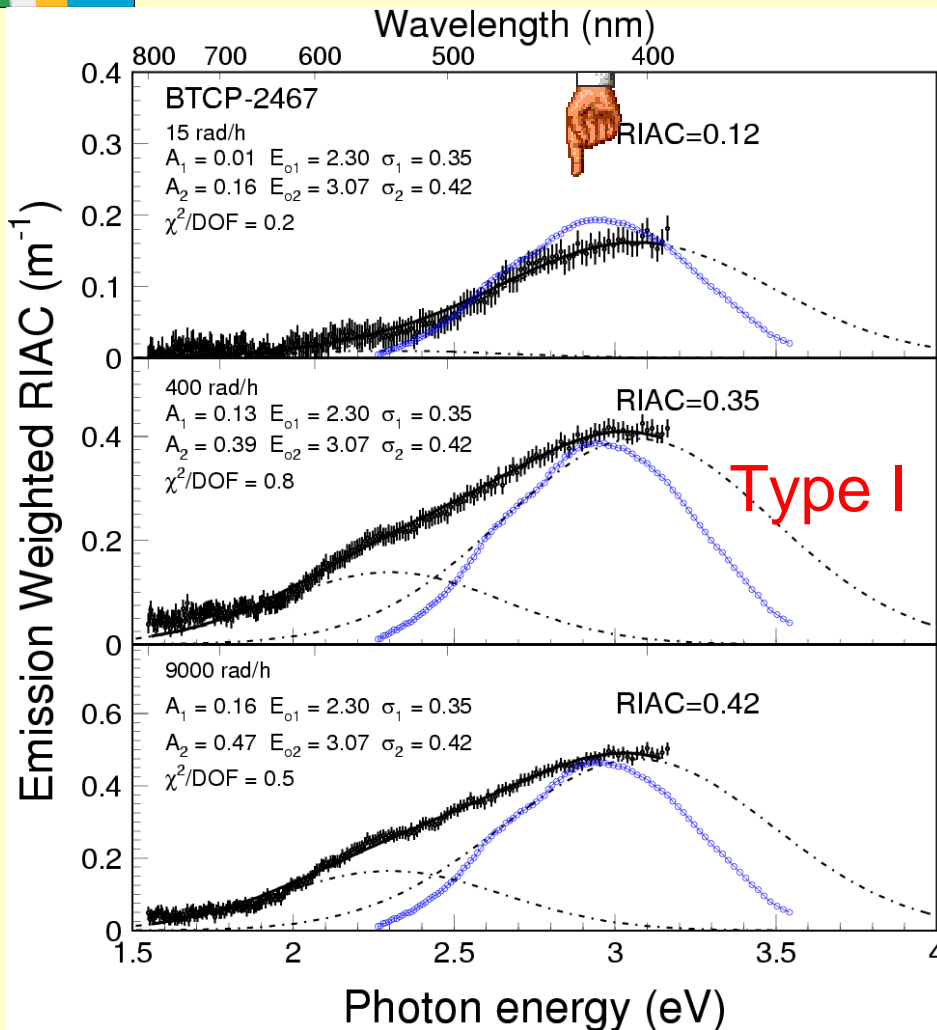 Wavelength (nm)
800 700 600 500 400
Emission Weighted RIAC (m⁻¹)
0.4
0.3
0.2
0.1
0
BTCP-2467
15 rad/h
A₁ = 0.01 Eₒ₁ = 2.30 σ₁ = 0.35
A₂ = 0.16 Eₒ₂ = 3.07 σ₂ = 0.42
χ²/DOF = 0.2
RIAC=0.12
0.4
0.2
0
400 rad/h
A₁ = 0.13 Eₒ₁ = 2.30 σ₁ = 0.35
A₂ = 0.39 Eₒ₂ = 3.07 σ₂ = 0.42
χ²/DOF = 0.8
RIAC=0.35
Type I
0.6
0.4
0.2
0
9000 rad/h
A₁ = 0.16 Eₒ₁ = 2.30 σ₁ = 0.35
A₂ = 0.47 Eₒ₂ = 3.07 σ₂ = 0.42
χ²/DOF = 0.5
RIAC=0.42
1.5 2 2.5 3 3.5 4
Photon energy (eV)